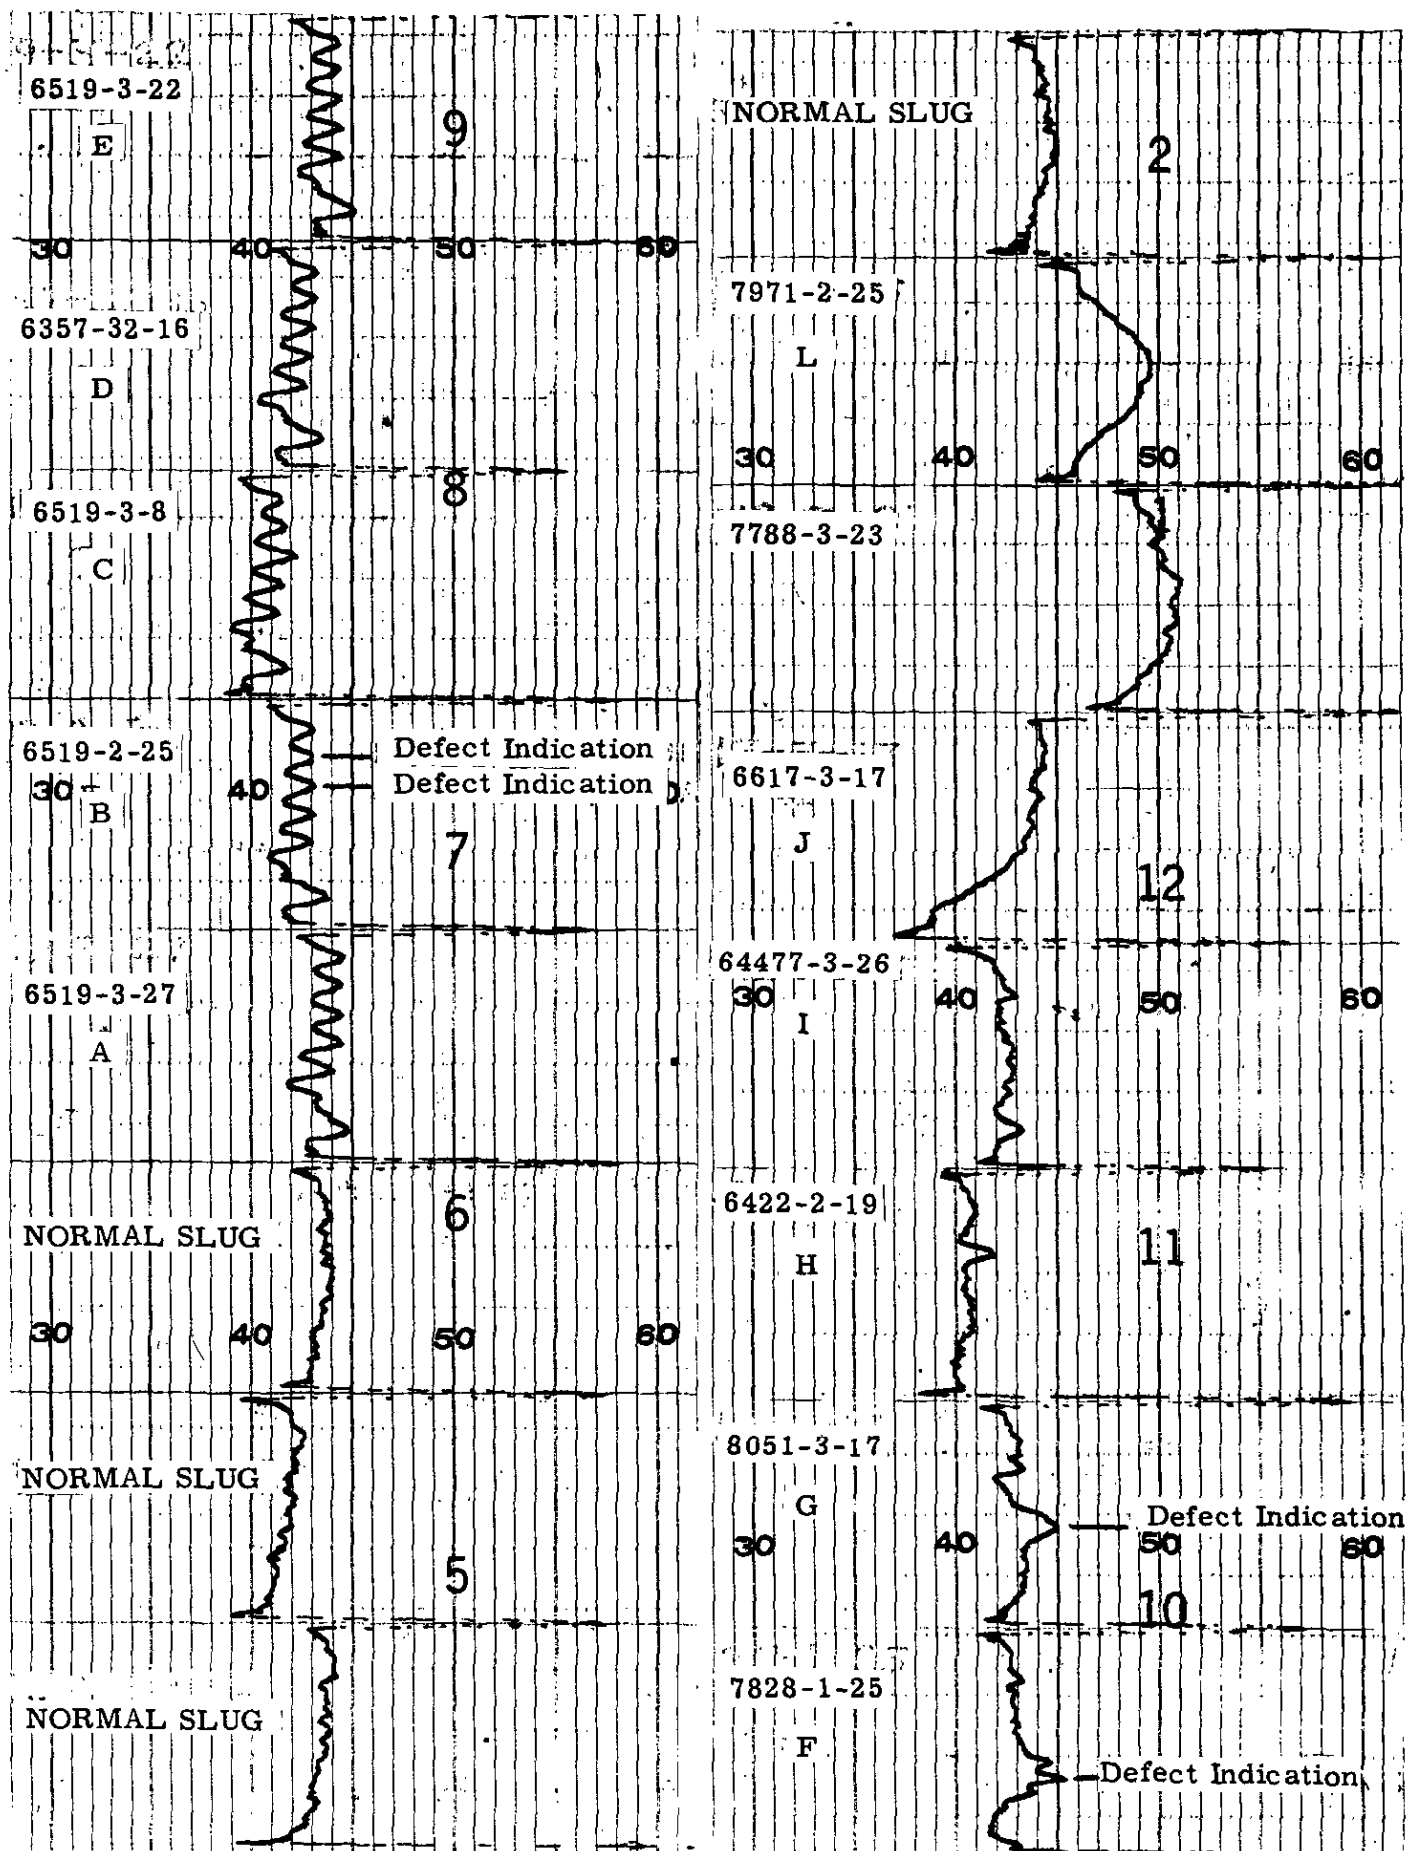 6519-3-22
E
9
30 40 50 60
6357-32-16
D
8
6519-3-8
C
6519-2-25
Defect Indication
30 40
Defect Indication
B
7
6519-3-27
A
6
NORMAL SLUG
30 40 50 60
NORMAL SLUG
5
NORMAL SLUG
NORMAL SLUG
2
7971-2-25
L
30 40 50 60
7788-3-23
6617-3-17
J
12
64477-3-26
30 40 50 60
I
6422-2-19
11
H
8051-3-17
G
Defect Indication
30 40 50 60
10
7828-1-25
F
Defect Indication